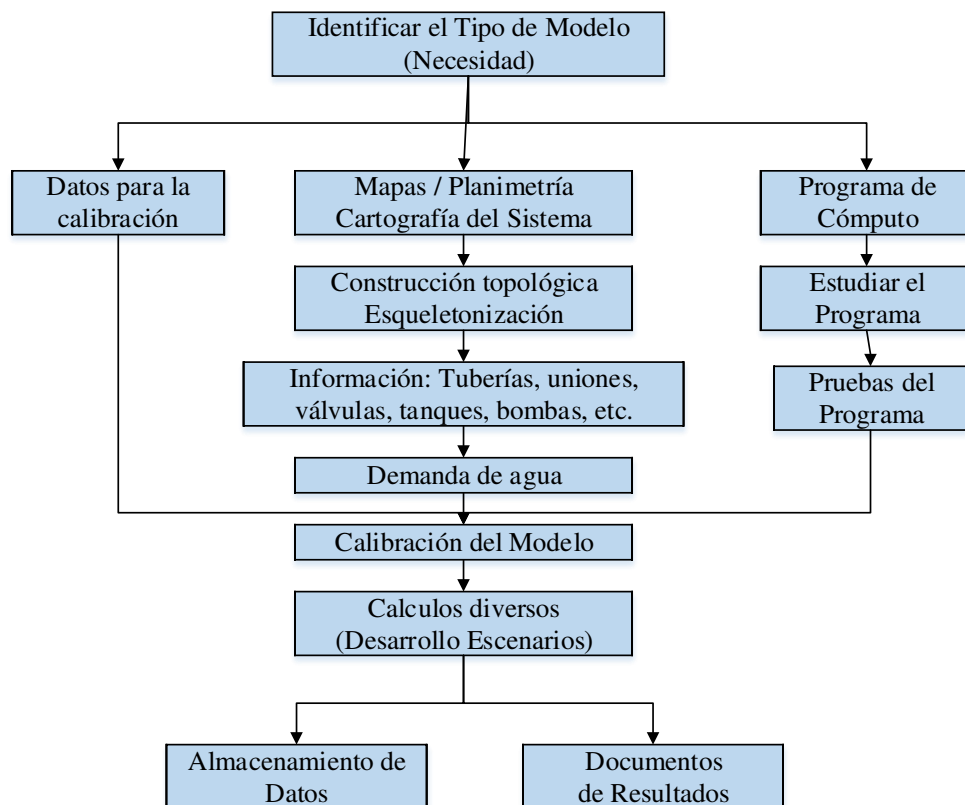 Identificar el Tipo de Modelo
(Necesidad)
Datos para la
calibración
Mapas / Planimetría
Cartografía del Sistema
Programa de
Cómputo
Construcción topológica
Esqueletonización
Estudiar el
Programa
Información: Tuberías, uniones,
válvulas, tanques, bombas, etc.
Pruebas del
Programa
Demanda de agua
Calibración del Modelo
Calculos diversos
(Desarrollo Escenarios)
Almacenamiento de
Datos
Documentos
de Resultados